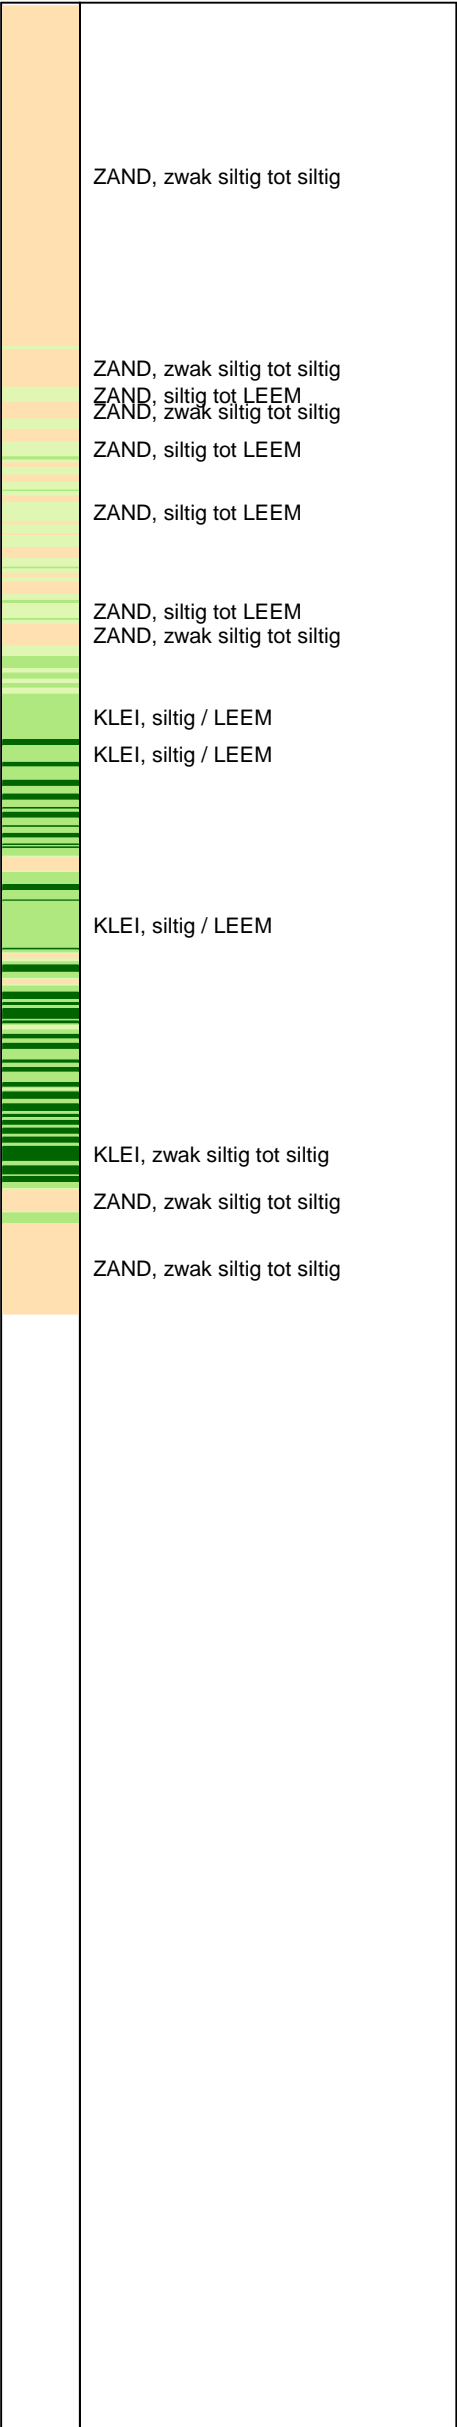 ZAND, zwak siltig tot siltig
ZAND, zwak siltig tot siltig
ZAND, siltig tot LEEM
ZAND, zwak siltig tot siltig
ZAND, siltig tot LEEM
ZAND, siltig tot LEEM
ZAND, siltig tot LEEM
ZAND, zwak siltig tot siltig
KLEI, siltig / LEEM
KLEI, siltig / LEEM
KLEI, siltig / LEEM
KLEI, zwak siltig tot siltig
ZAND, zwak siltig tot siltig
ZAND, zwak siltig tot siltig